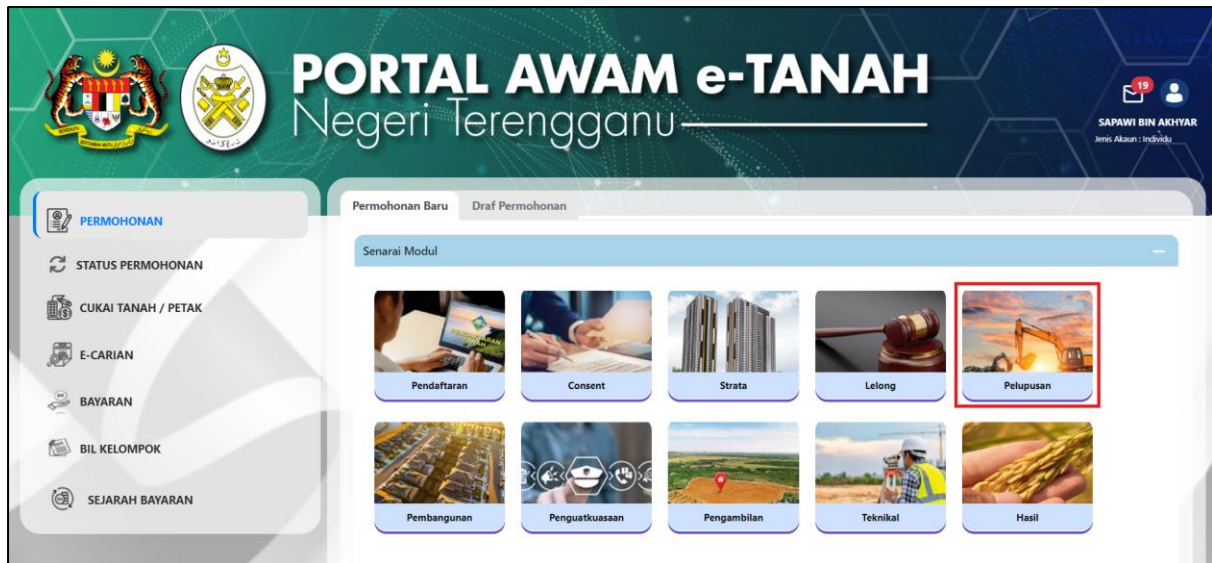 PORTAL AWAM e-TANAH
Negeri Terengganu
19
SAPAWI BIN AKHYAR
Jenis Akaun : Individu
PERMOHONAN
STATUS PERMOHONAN
CUKAI TANAH / PETAK
E-CARIAN
BAYARAN
BIL KELOMPOK
SEJARAH BAYARAN
Permohonan Baru Draf Permohonan
Senarai Modul
Pendaftaran Consent Strata Lelong Pelupusan
Pembangunan Penguatkuasaan Pengambilan Teknikal Hasil